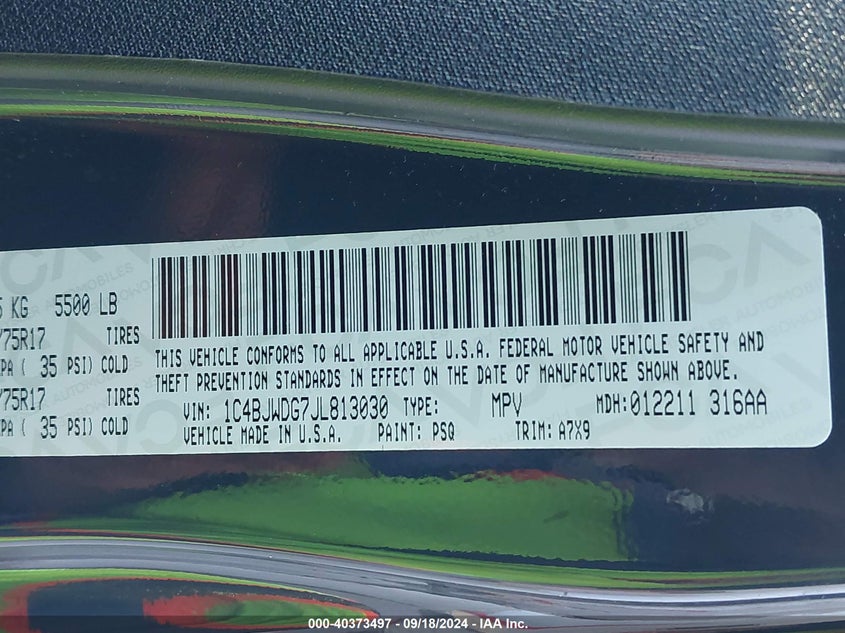 5 KG 5500 LB
/75R17 TIRES
PA ( 35 PSI) COLD
/75R17 TIRES
PA ( 35 PSI) COLD
THIS VEHICLE CONFORMS TO ALL APPLICABLE U.S.A. FEDERAL MOTOR VEHICLE SAFETY AND
THEFT PREVENTION STANDARDS IN EFFECT ON THE DATE OF MANUFACTURE SHOWN ABOVE.
VIN: 1C4BJWDG7JL813030 TYPE: MPV MDH: 012211 316AA
VEHICLE MADE IN U.S.A. PAINT: PSQ TRIM: A7X9
000-40373497 - 09/18/2024 - IAA Inc.